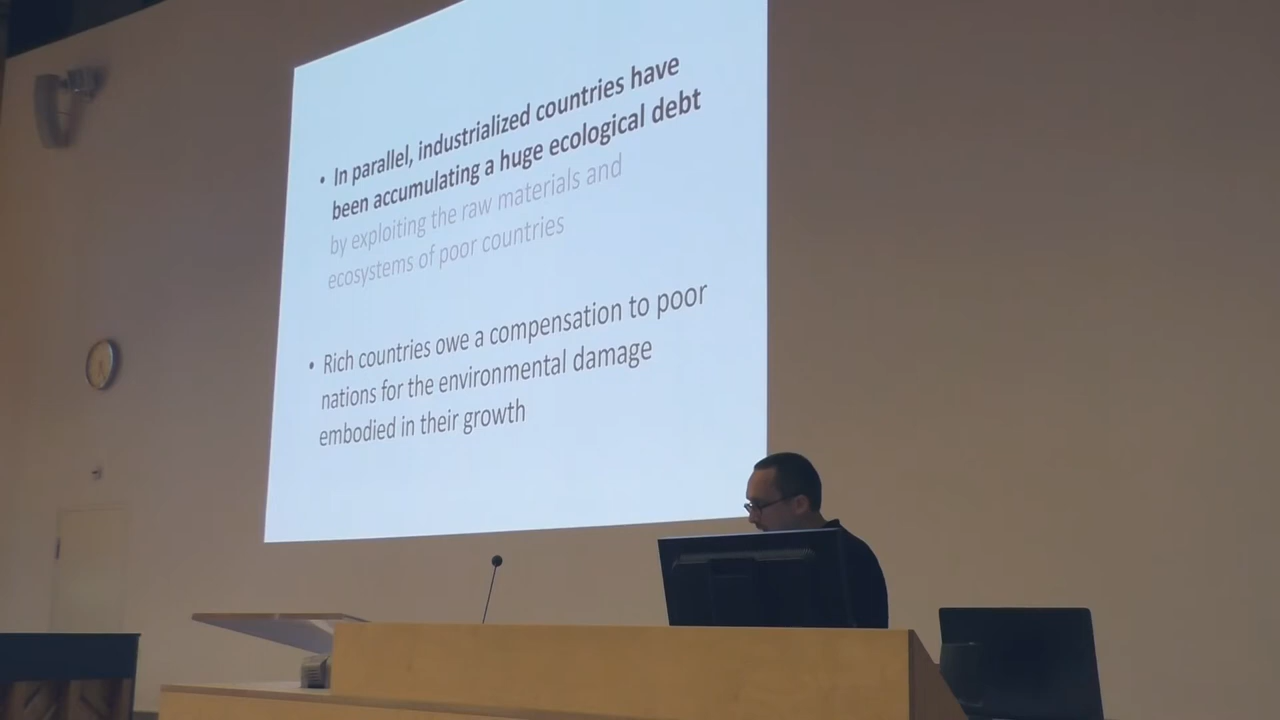 • In parallel, industrialized countries have
been accumulating a huge ecological debt
by exploiting the raw materials and
ecosystems of poor countries
• Rich countries owe a compensation to poor
nations for the environmental damage
embodied in their growth